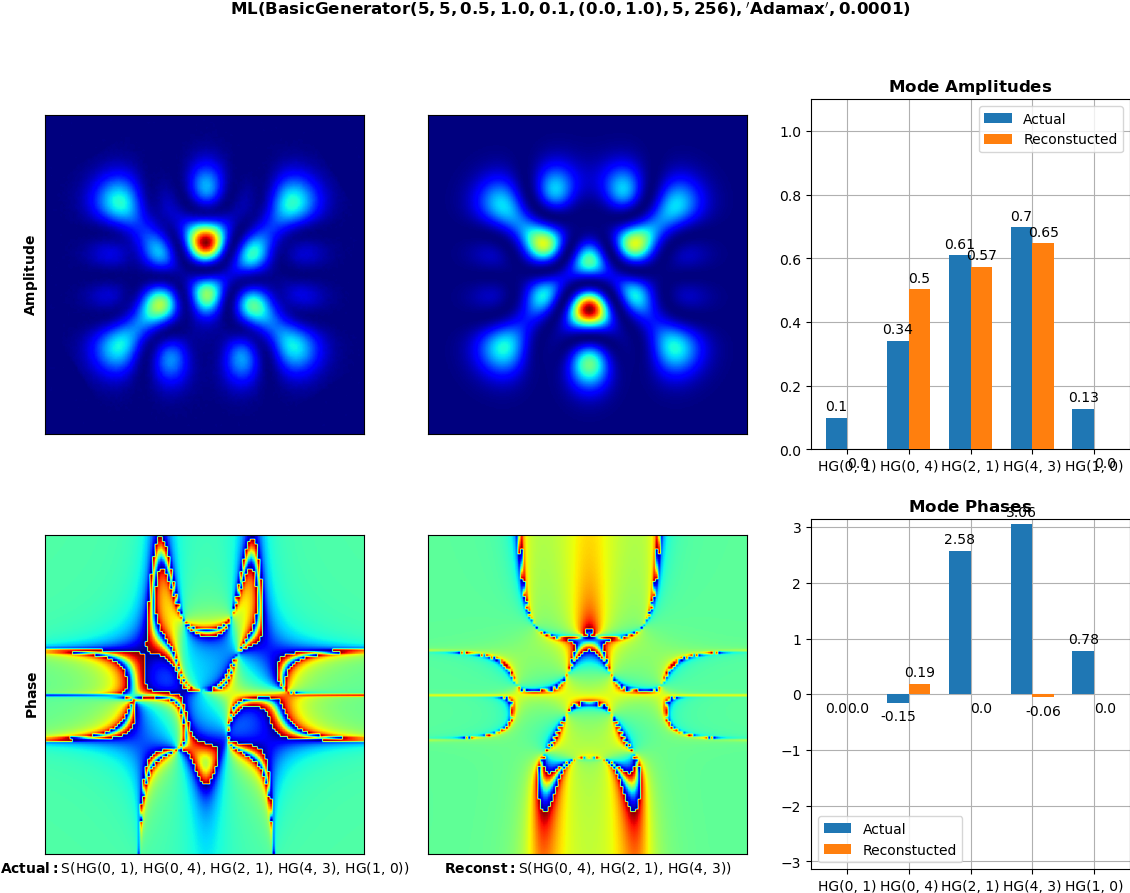 ML(BasicGenerator(5, 5, 0.5, 1.0, 0.1, (0.0, 1.0), 5, 256), 'Adamax', 0.0001)
Mode Amplitudes
Actual
Reconstucted
1.0
0.8
0.6
0.4
0.2
0.0
0.1
0.0
0.34
0.5
0.61
0.57
0.7
0.65
0.13
0.0
HG(0, 1) HG(0, 4) HG(2, 1) HG(4, 3) HG(1, 0)
Amplitude
Mode Phases
3
2
1
0
−1
−2
−3
0.0
0.0
-0.15
0.19
2.58
0.0
3.06
-0.06
0.78
0.0
Actual
Reconstucted
HG(0, 1) HG(0, 4) HG(2, 1) HG(4, 3) HG(1, 0)
Phase
Actual: S(HG(0, 1), HG(0, 4), HG(2, 1), HG(4, 3), HG(1, 0))
Reconst: S(HG(0, 4), HG(2, 1), HG(4, 3))